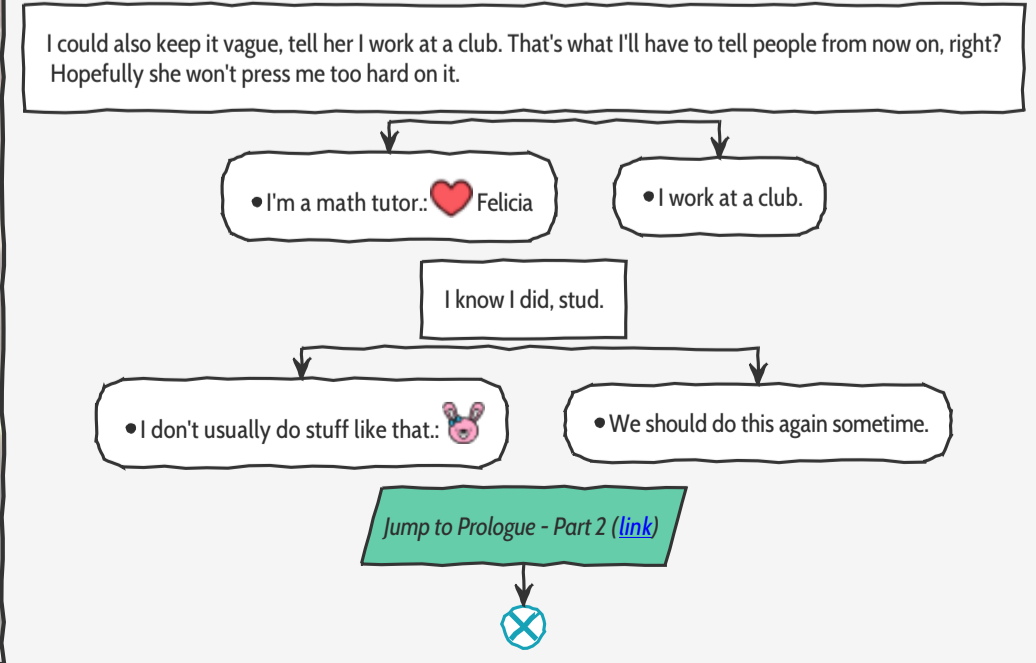 I could also keep it vague, tell her I work at a club. That's what I'll have to tell people from now on, right?
Hopefully she won't press me too hard on it.
•I'm a math tutor.: Felicia
•I work at a club.
I know I did, stud.
•I don't usually do stuff like that.:
•We should do this again sometime.
Jump to Prologue - Part 2 (link)